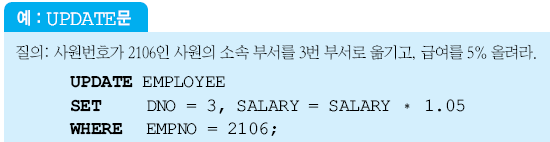 예 : UPDATE문
질의: 사원번호가 2106인 사원의 소속 부서를 3번 부서로 옮기고, 급여를 5% 올려라.
UPDATE EMPLOYEE
SET DNO = 3, SALARY = SALARY * 1.05
WHERE EMPNO = 2106;